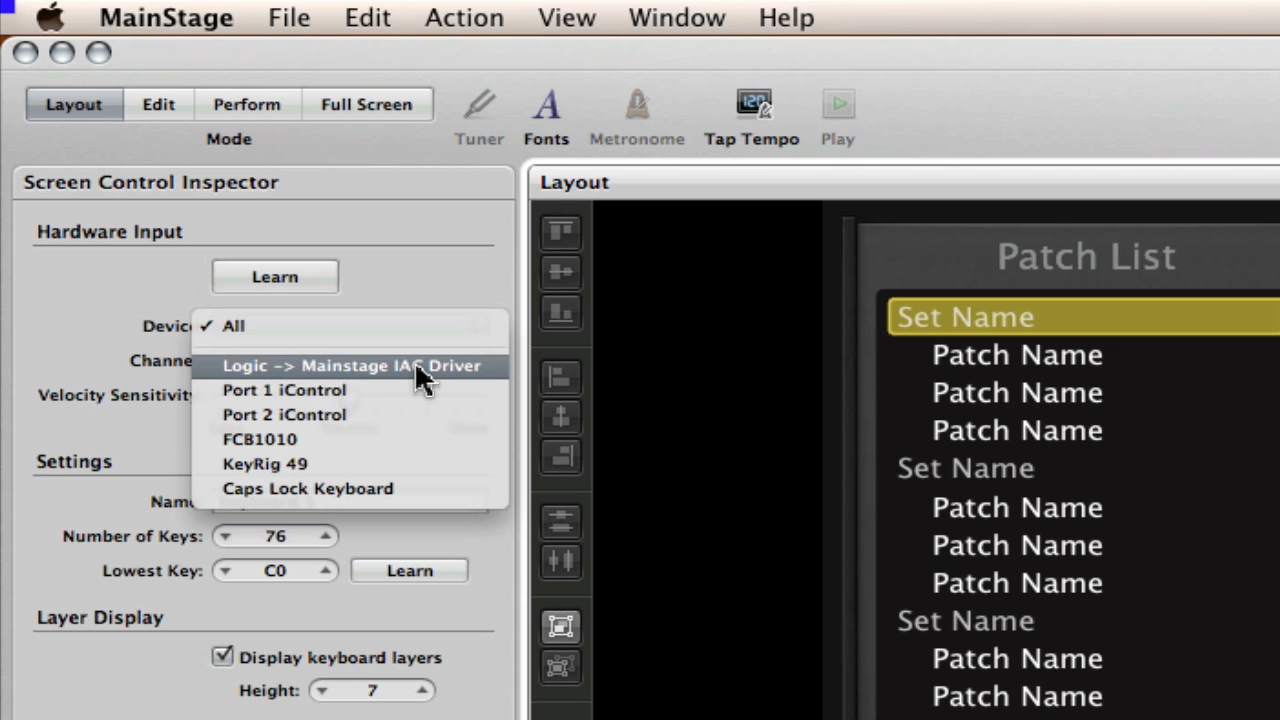 MainStage File Edit Action View Window Help
Layout Edit Perform Full Screen
Mode Tuner Fonts Metronome Tap Tempo Play
Screen Control Inspector
Hardware Input
Learn
Device
✓ All
Logic -> Mainstage IAC Driver
Port 1 iControl
Port 2 iControl
FCB1010
KeyRig 49
Caps Lock Keyboard
Channe
Velocity Sensitivity
Settings
Name
Number of Keys: 76
Lowest Key: C0 Learn
Layer Display
Display keyboard layers
Height: 7
Layout
Patch List
Set Name
Patch Name
Patch Name
Patch Name
Set Name
Patch Name
Patch Name
Patch Name
Set Name
Patch Name
Patch Name